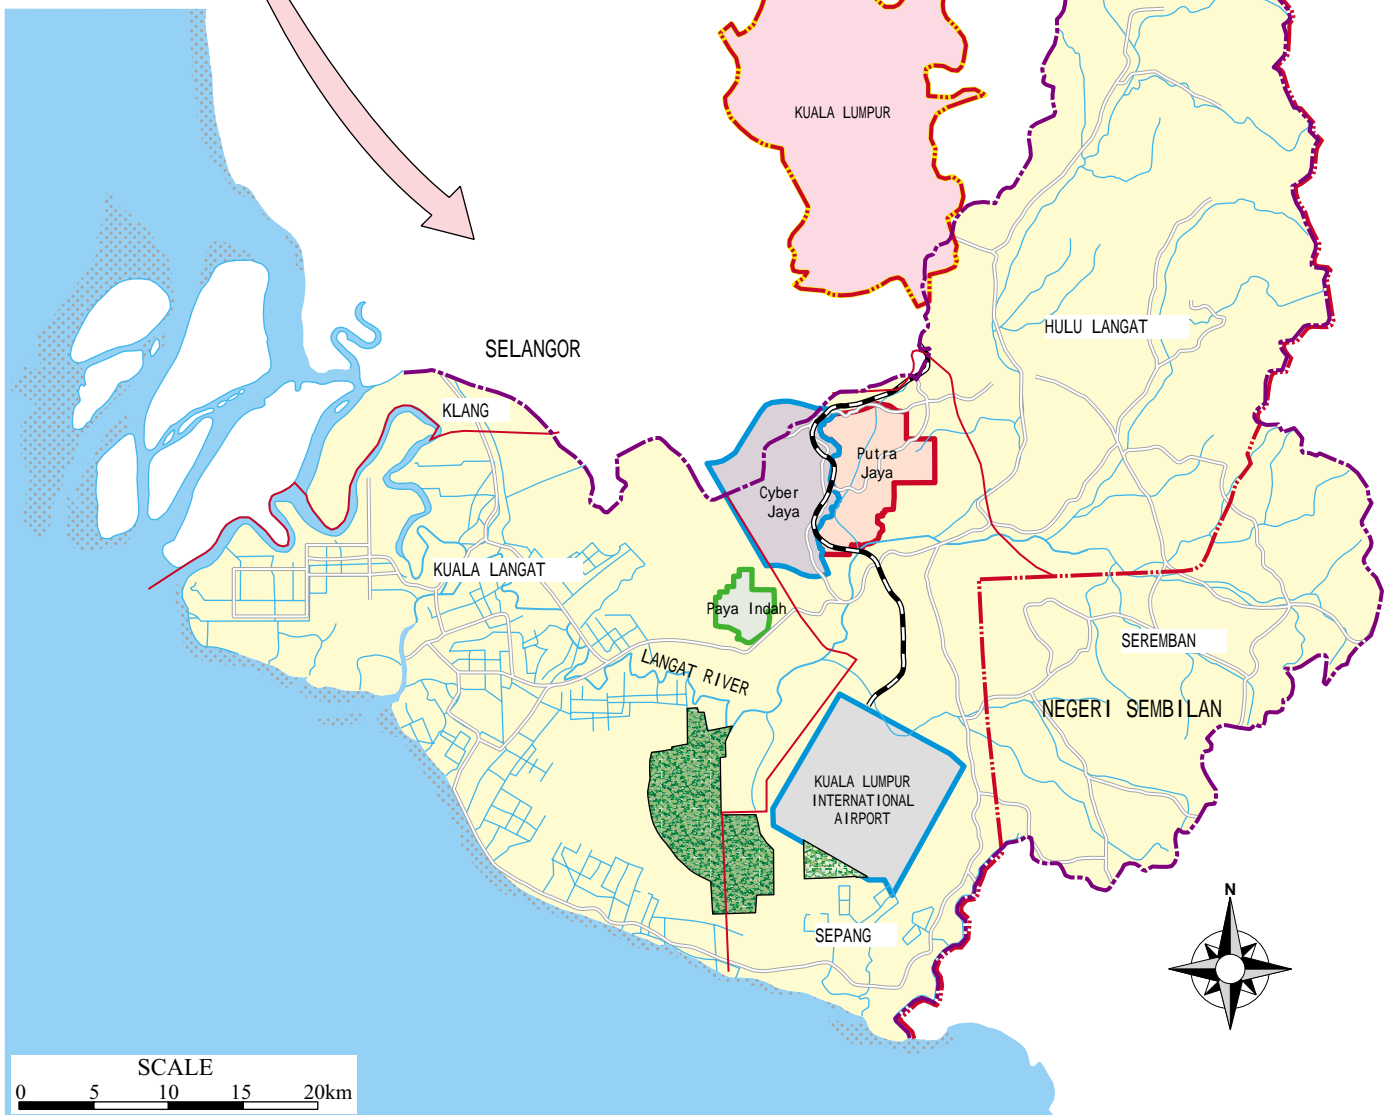 KUALA LUMPUR
HULU LANGAT
SELANGOR
KLANG
Putra
Jaya
Cyber
Jaya
KUALA LANGAT
Paya Indah
SEREMBAN
LANGAT RIVER
NEGERI SEMBILAN
KUALA LUMPUR
INTERNATIONAL
AIRPORT
N
SEPANG
SCALE
0 5 10 15 20km